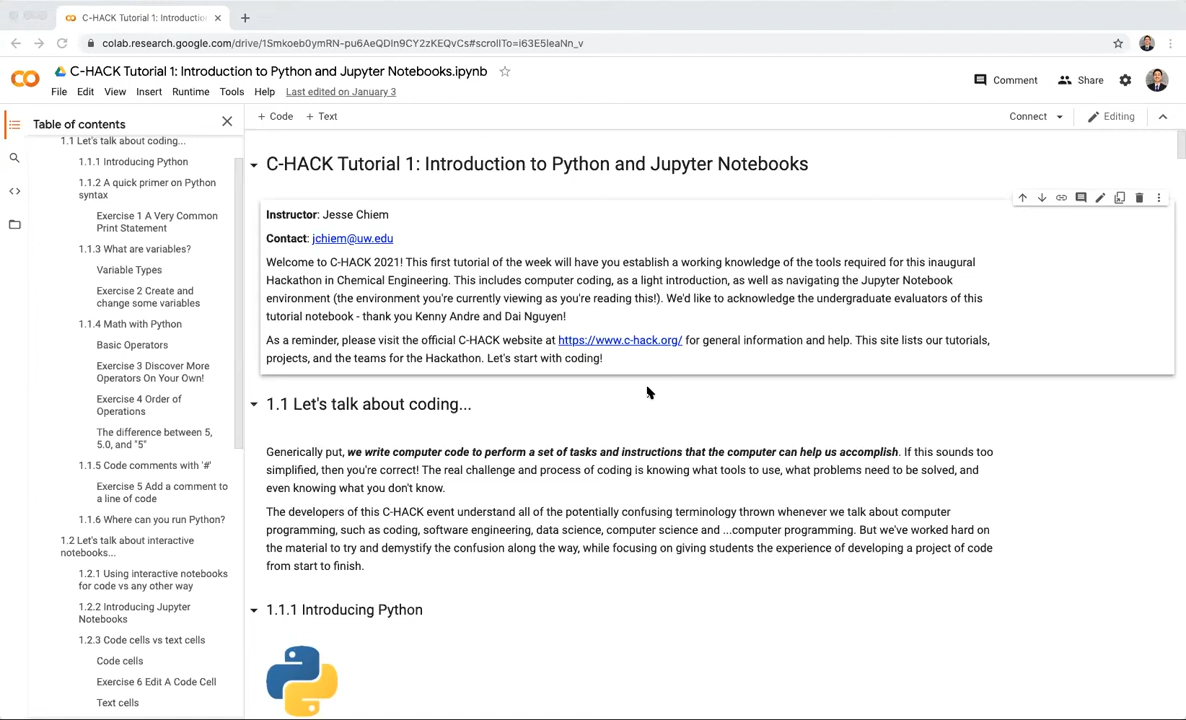 C-HACK Tutorial 1: Introductio
colab.research.google.com/drive/1Smkoeb0ymRN-pu6AeQDln9CY2zKEQvCs#scrollTo=i63E5leaNn_v
C-HACK Tutorial 1: Introduction to Python and Jupyter Notebooks.ipynb
Comment
Share
File Edit View Insert Runtime Tools Help Last edited on January 3
Table of contents
+ Code + Text
Connect
Editing
1.1 Let's talk about coding...
1.1.1 Introducing Python
1.1.2 A quick primer on Python
syntax
Exercise 1 A Very Common
Print Statement
1.1.3 What are variables?
Variable Types
Exercise 2 Create and
change some variables
1.1.4 Math with Python
Basic Operators
Exercise 3 Discover More
Operators On Your Own!
Exercise 4 Order of
Operations
The difference between 5,
5.0, and "5"
1.1.5 Code comments with '#'
Exercise 5 Add a comment to
a line of code
1.1.6 Where can you run Python?
1.2 Let's talk about interactive
notebooks...
1.2.1 Using interactive notebooks
for code vs any other way
1.2.2 Introducing Jupyter
Notebooks
1.2.3 Code cells vs text cells
Code cells
Exercise 6 Edit A Code Cell
Text cells
C-HACK Tutorial 1: Introduction to Python and Jupyter Notebooks
Instructor: Jesse Chiem
Contact: jchiem@uw.edu
Welcome to C-HACK 2021! This first tutorial of the week will have you establish a working knowledge of the tools required for this inaugural
Hackathon in Chemical Engineering. This includes computer coding, as a light introduction, as well as navigating the Jupyter Notebook
environment (the environment you're currently viewing as you're reading this!). We'd like to acknowledge the undergraduate evaluators of this
tutorial notebook - thank you Kenny Andre and Dai Nguyen!
As a reminder, please visit the official C-HACK website at https://www.c-hack.org/ for general information and help. This site lists our tutorials,
projects, and the teams for the Hackathon. Let's start with coding!
1.1 Let's talk about coding...
Generically put, we write computer code to perform a set of tasks and instructions that the computer can help us accomplish. If this sounds too
simplified, then you're correct! The real challenge and process of coding is knowing what tools to use, what problems need to be solved, and
even knowing what you don't know.
The developers of this C-HACK event understand all of the potentially confusing terminology thrown whenever we talk about computer
programming, such as coding, software engineering, data science, computer science and ...computer programming. But we've worked hard on
the material to try and demystify the confusion along the way, while focusing on giving students the experience of developing a project of code
from start to finish.
1.1.1 Introducing Python